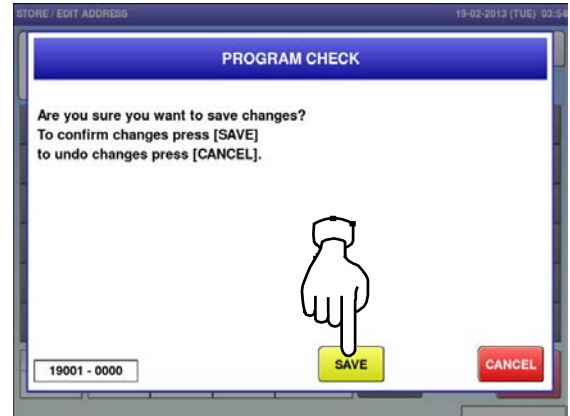 STORE / EDIT ADDRESS 19-02-2013 (TUE) 03:54
PROGRAM CHECK
Are you sure you want to save changes?
To confirm changes press [SAVE]
to undo changes press [CANCEL].
19001 - 0000
SAVE
CANCEL